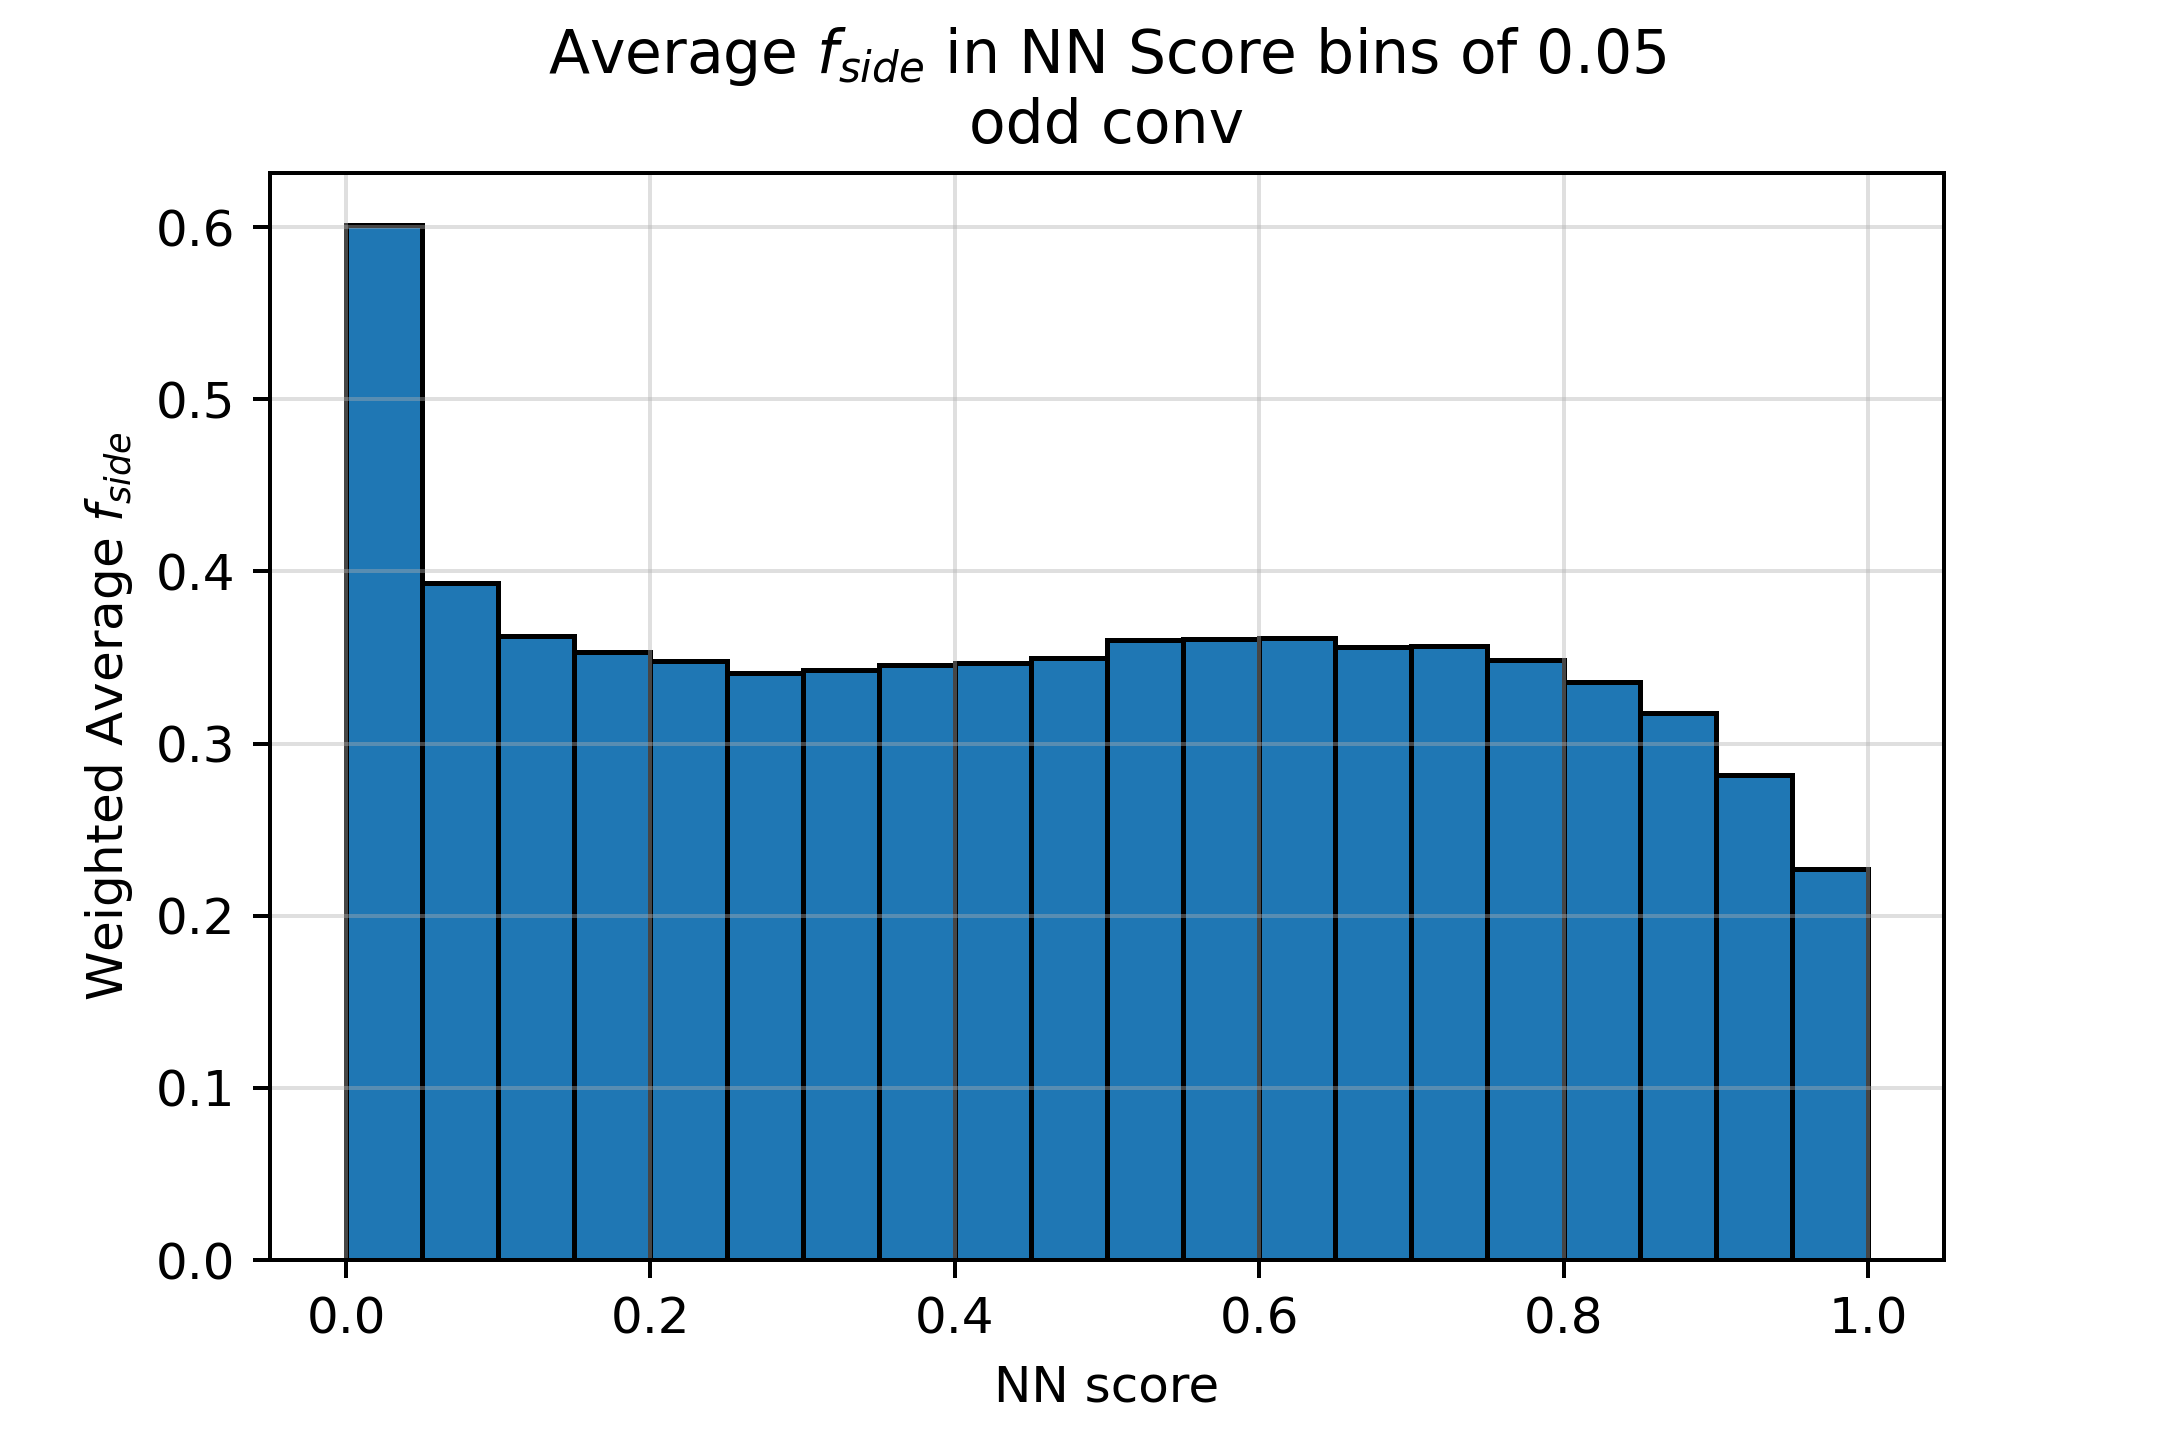 Average f_side in NN Score bins of 0.05
odd conv
Weighted Average f_side
0.6
0.5
0.4
0.3
0.2
0.1
0.0
0.0 0.2 0.4 0.6 0.8 1.0
NN score